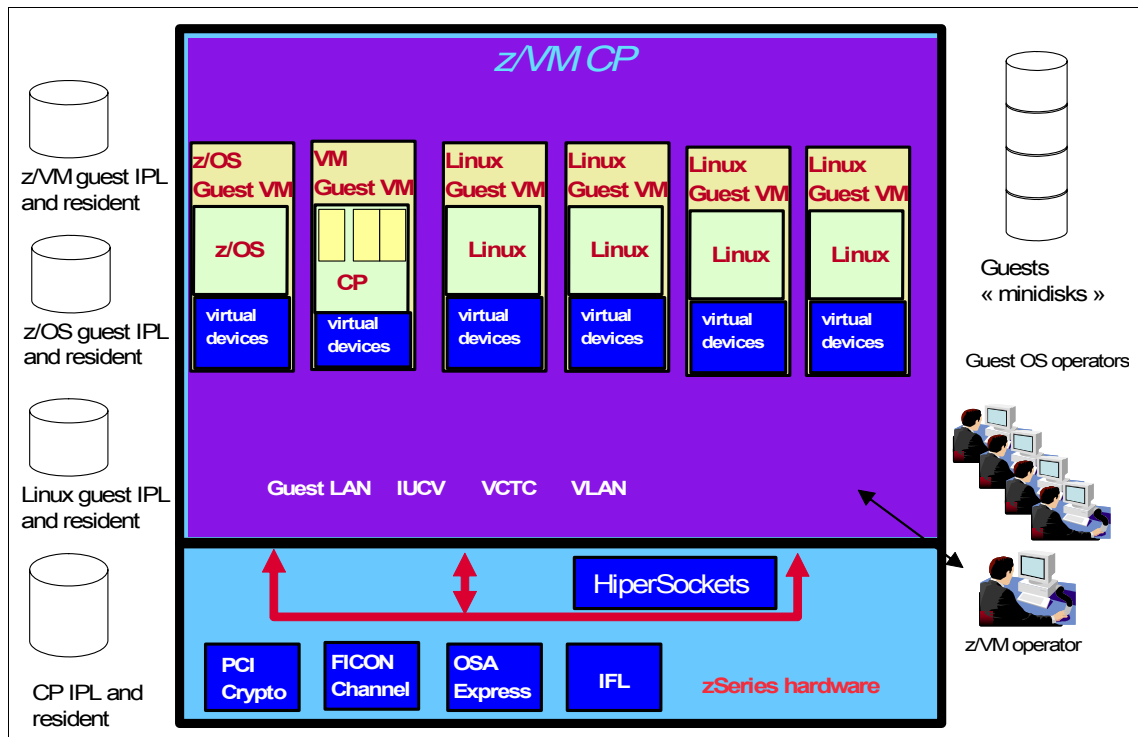 z/VM CP
z/VM guest IPL
and resident
z/OS guest IPL
and resident
Linux guest IPL
and resident
CP IPL and
resident
z/OS
Guest VM
z/OS
virtual
devices
VM
Guest VM
CP
virtual
devices
Linux
Guest VM
Linux
virtual
devices
Linux
Guest VM
Linux
virtual
devices
Linux
Guest VM
Linux
virtual
devices
Linux
Guest VM
Linux
virtual
devices
Guest LAN IUCV VCTC VLAN
HiperSockets
PCI
Crypto
FICON
Channel
OSA
Express
IFL
zSeries hardware
Guests
« minidisks »
Guest OS operators
z/VM operator